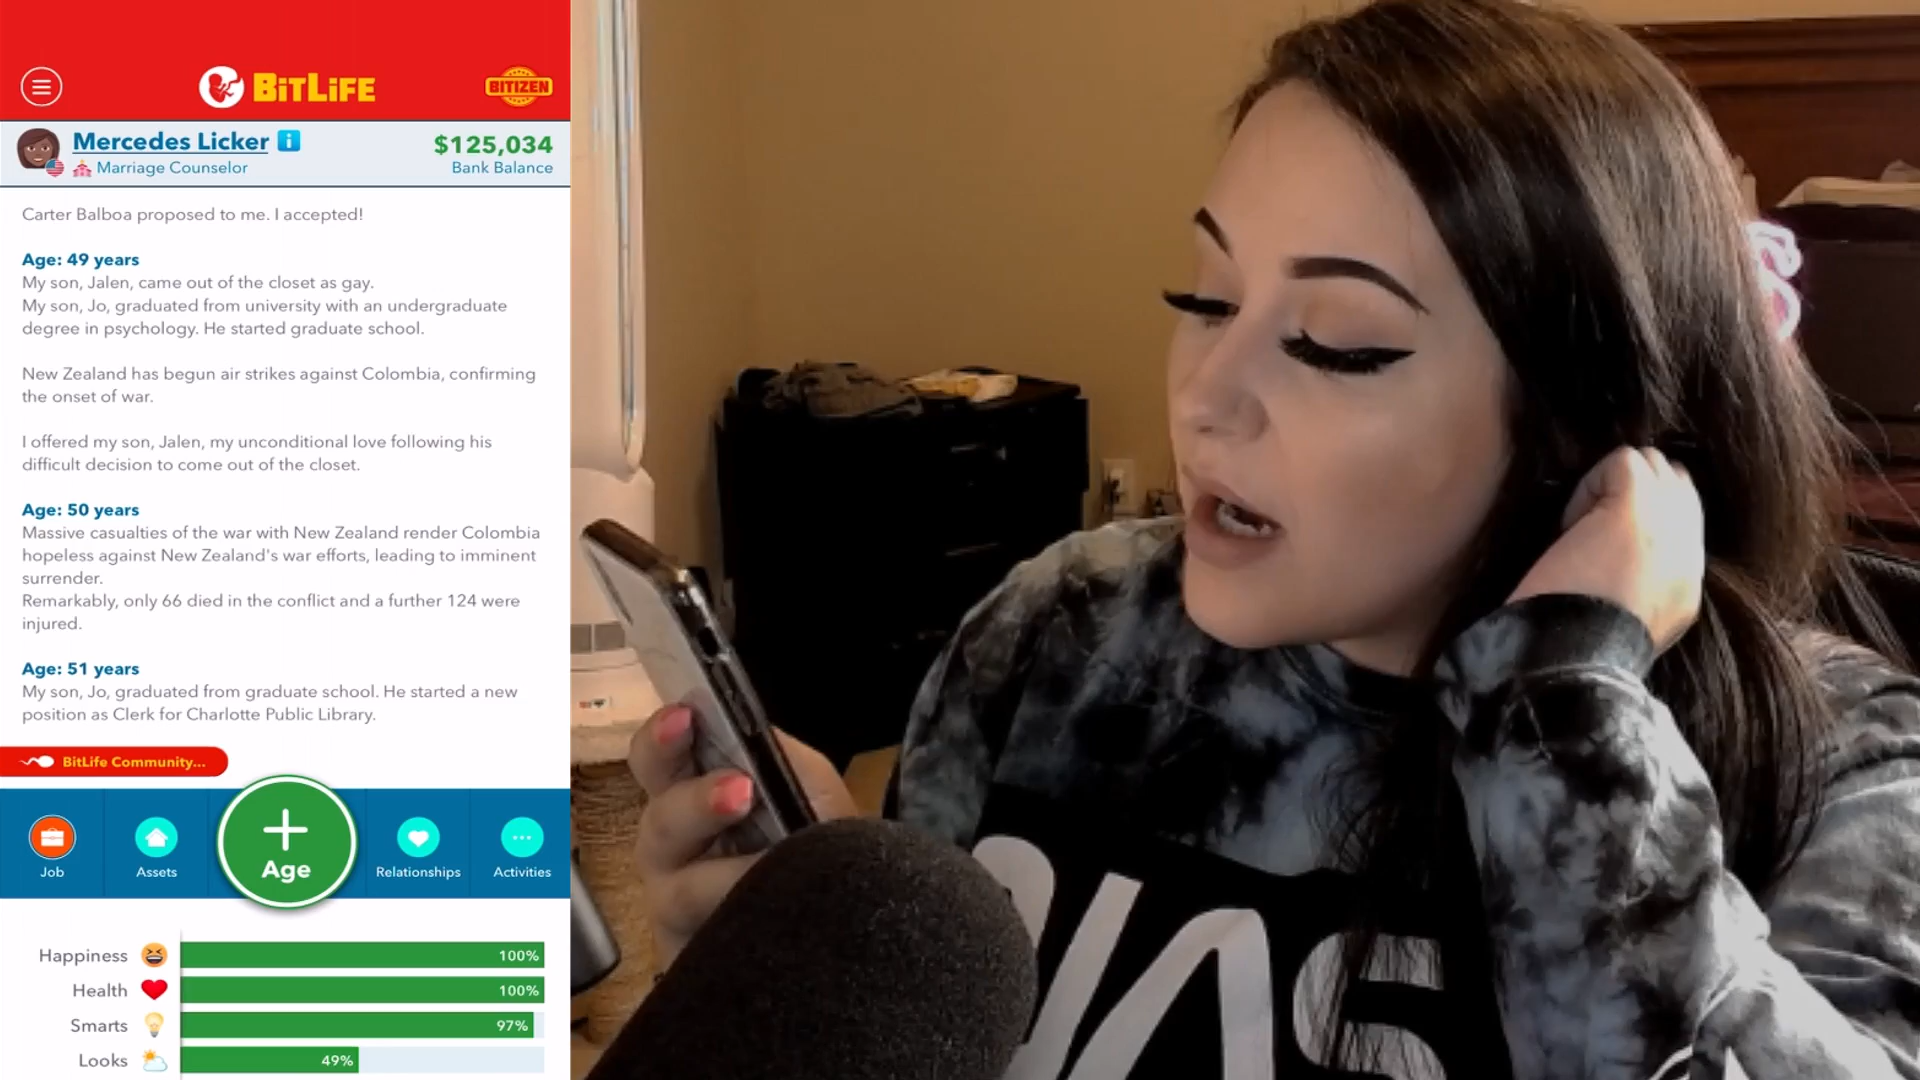 BiTLiFE
BITIZEN
Mercedes Licker i
$125,034
Marriage Counselor
Bank Balance
Carter Balboa proposed to me. I accepted!
Age: 49 years
My son, Jalen, came out of the closet as gay.
My son, Jo, graduated from university with an undergraduate
degree in psychology. He started graduate school.
New Zealand has begun air strikes against Colombia, confirming
the onset of war.
I offered my son, Jalen, my unconditional love following his
difficult decision to come out of the closet.
Age: 50 years
Massive casualties of the war with New Zealand render Colombia
hopeless against New Zealand's war efforts, leading to imminent
surrender.
Remarkably, only 66 died in the conflict and a further 124 were
injured.
Age: 51 years
My son, Jo, graduated from graduate school. He started a new
position as Clerk for Charlotte Public Library.
BitLife Community...
Job
Assets
+
Age
Relationships
Activities
Happiness 100%
Health 100%
Smarts 97%
Looks 49%